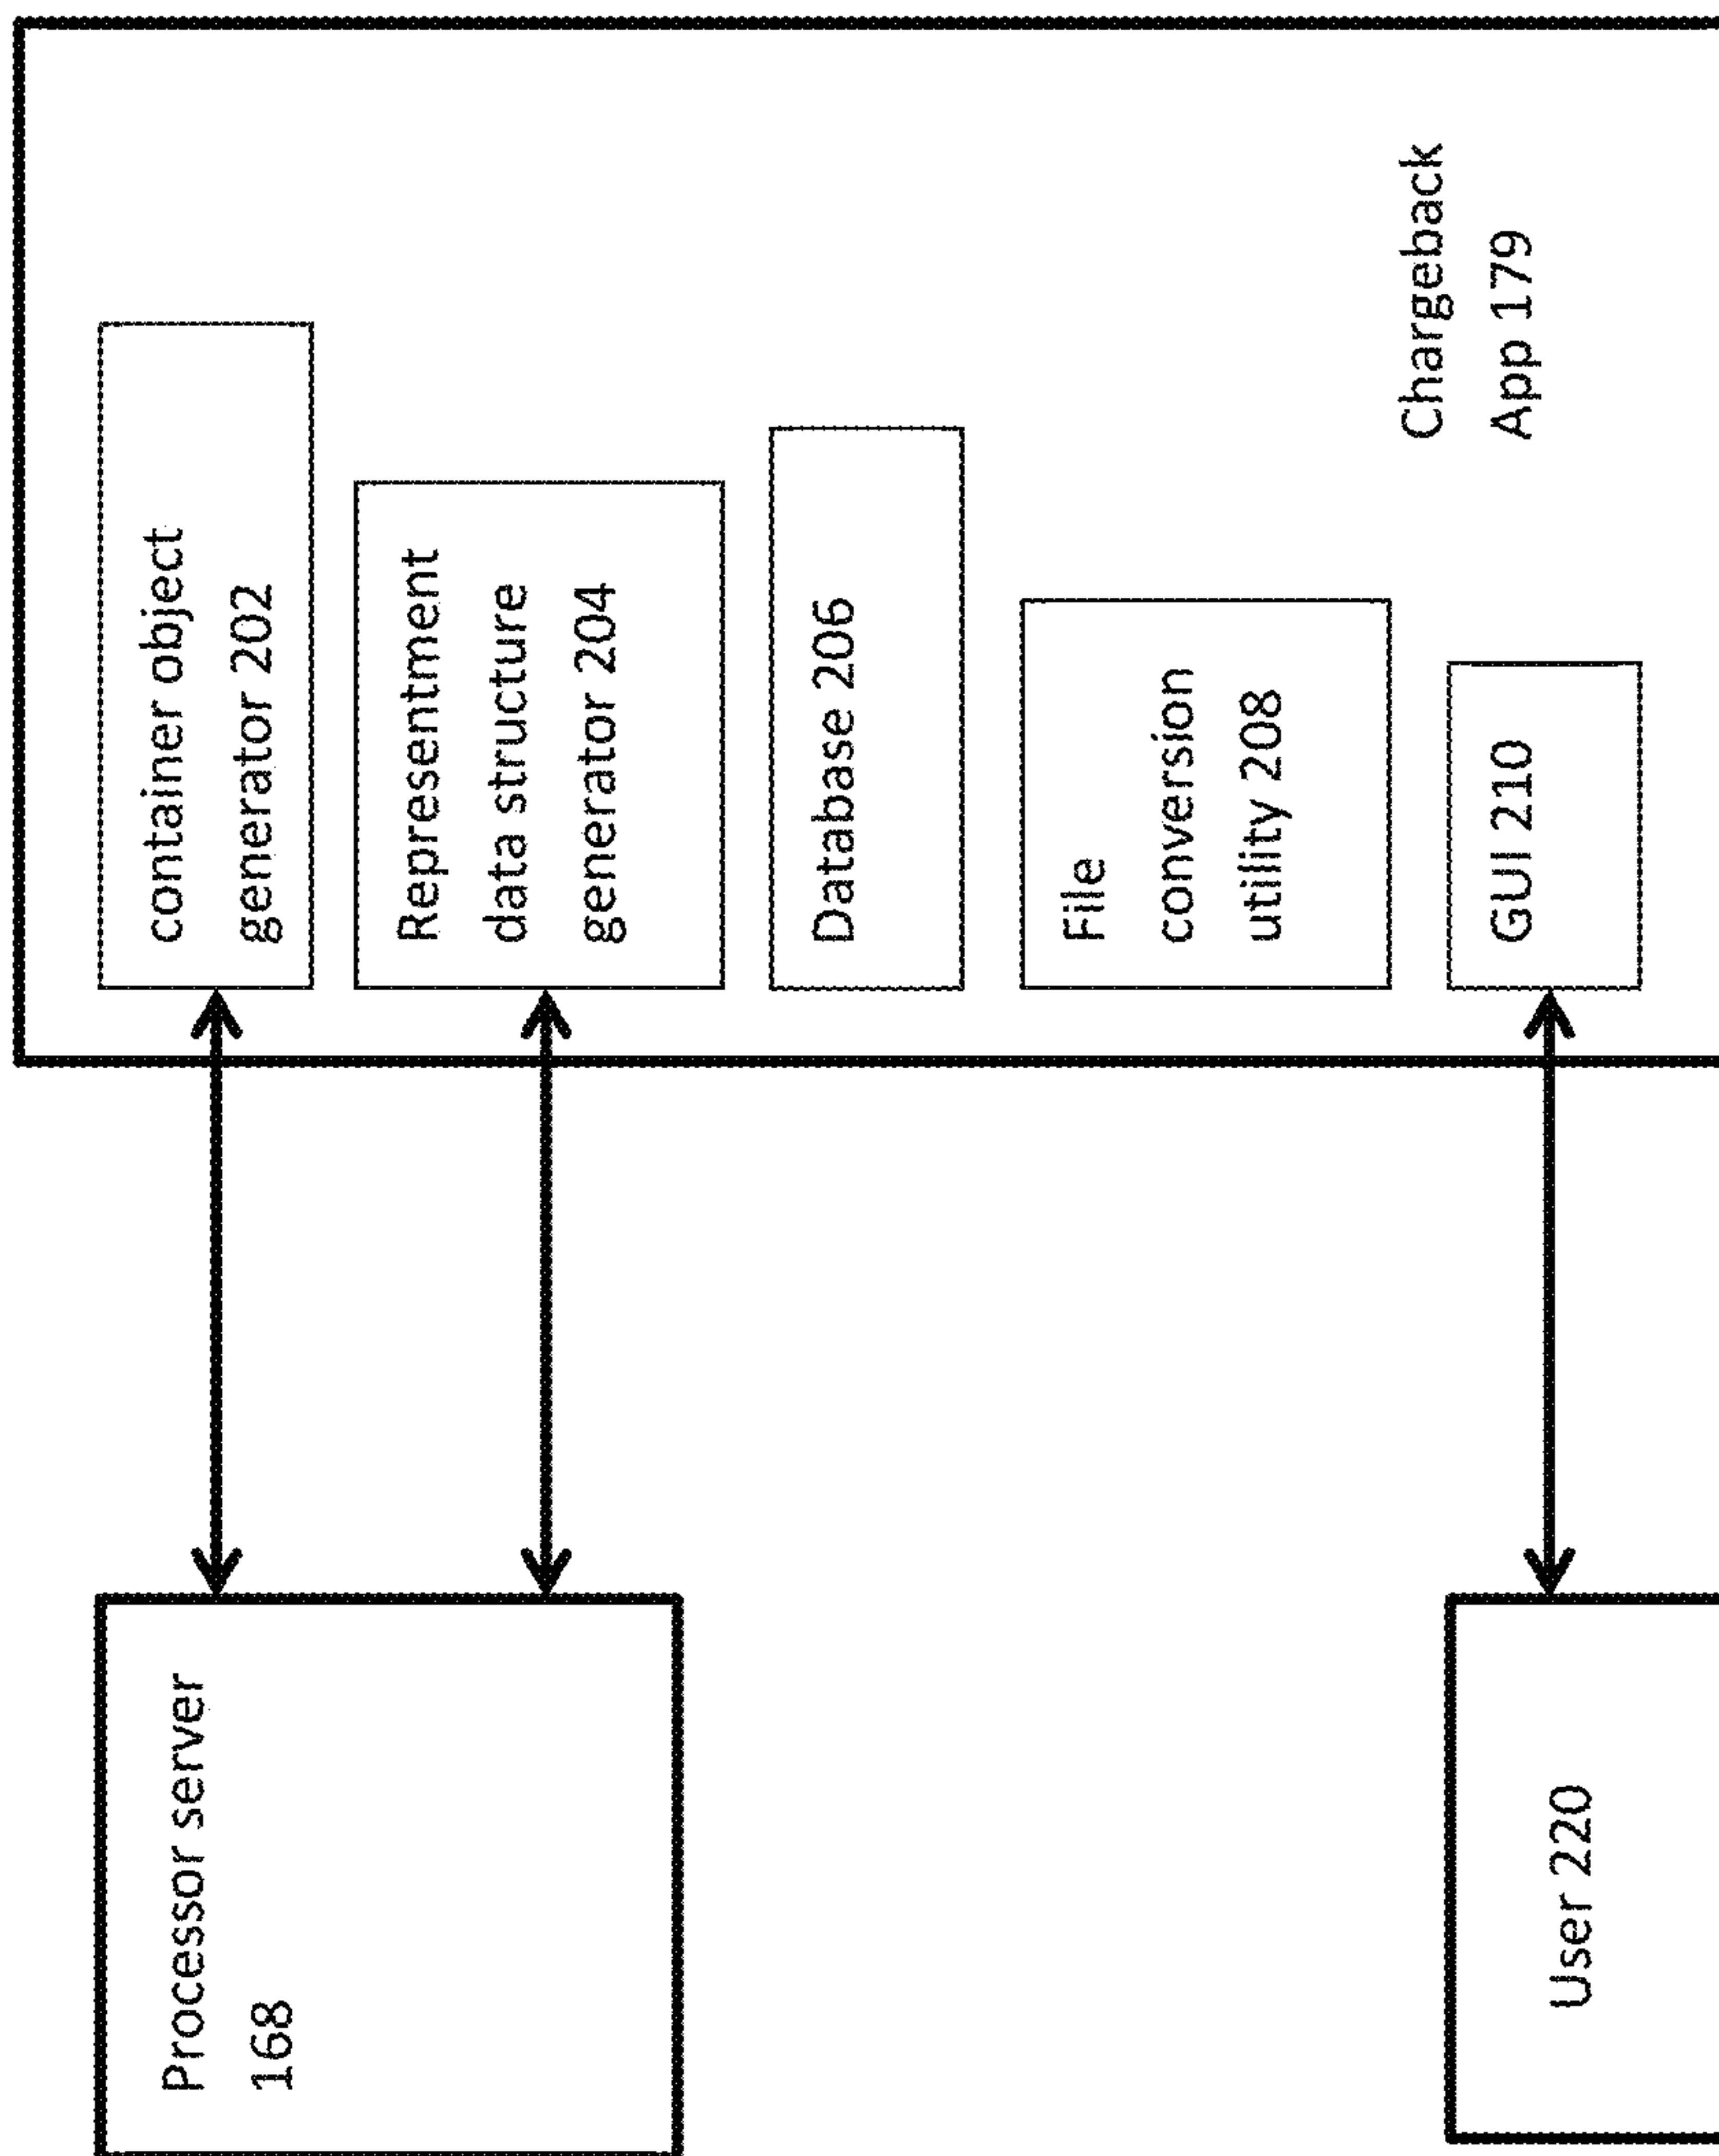 Processor server
168
container object
generator 202
Representment
data structure
generator 204
Database 206
File
conversion
utility 208
User 220
GUI 210
Chargeback
App 179